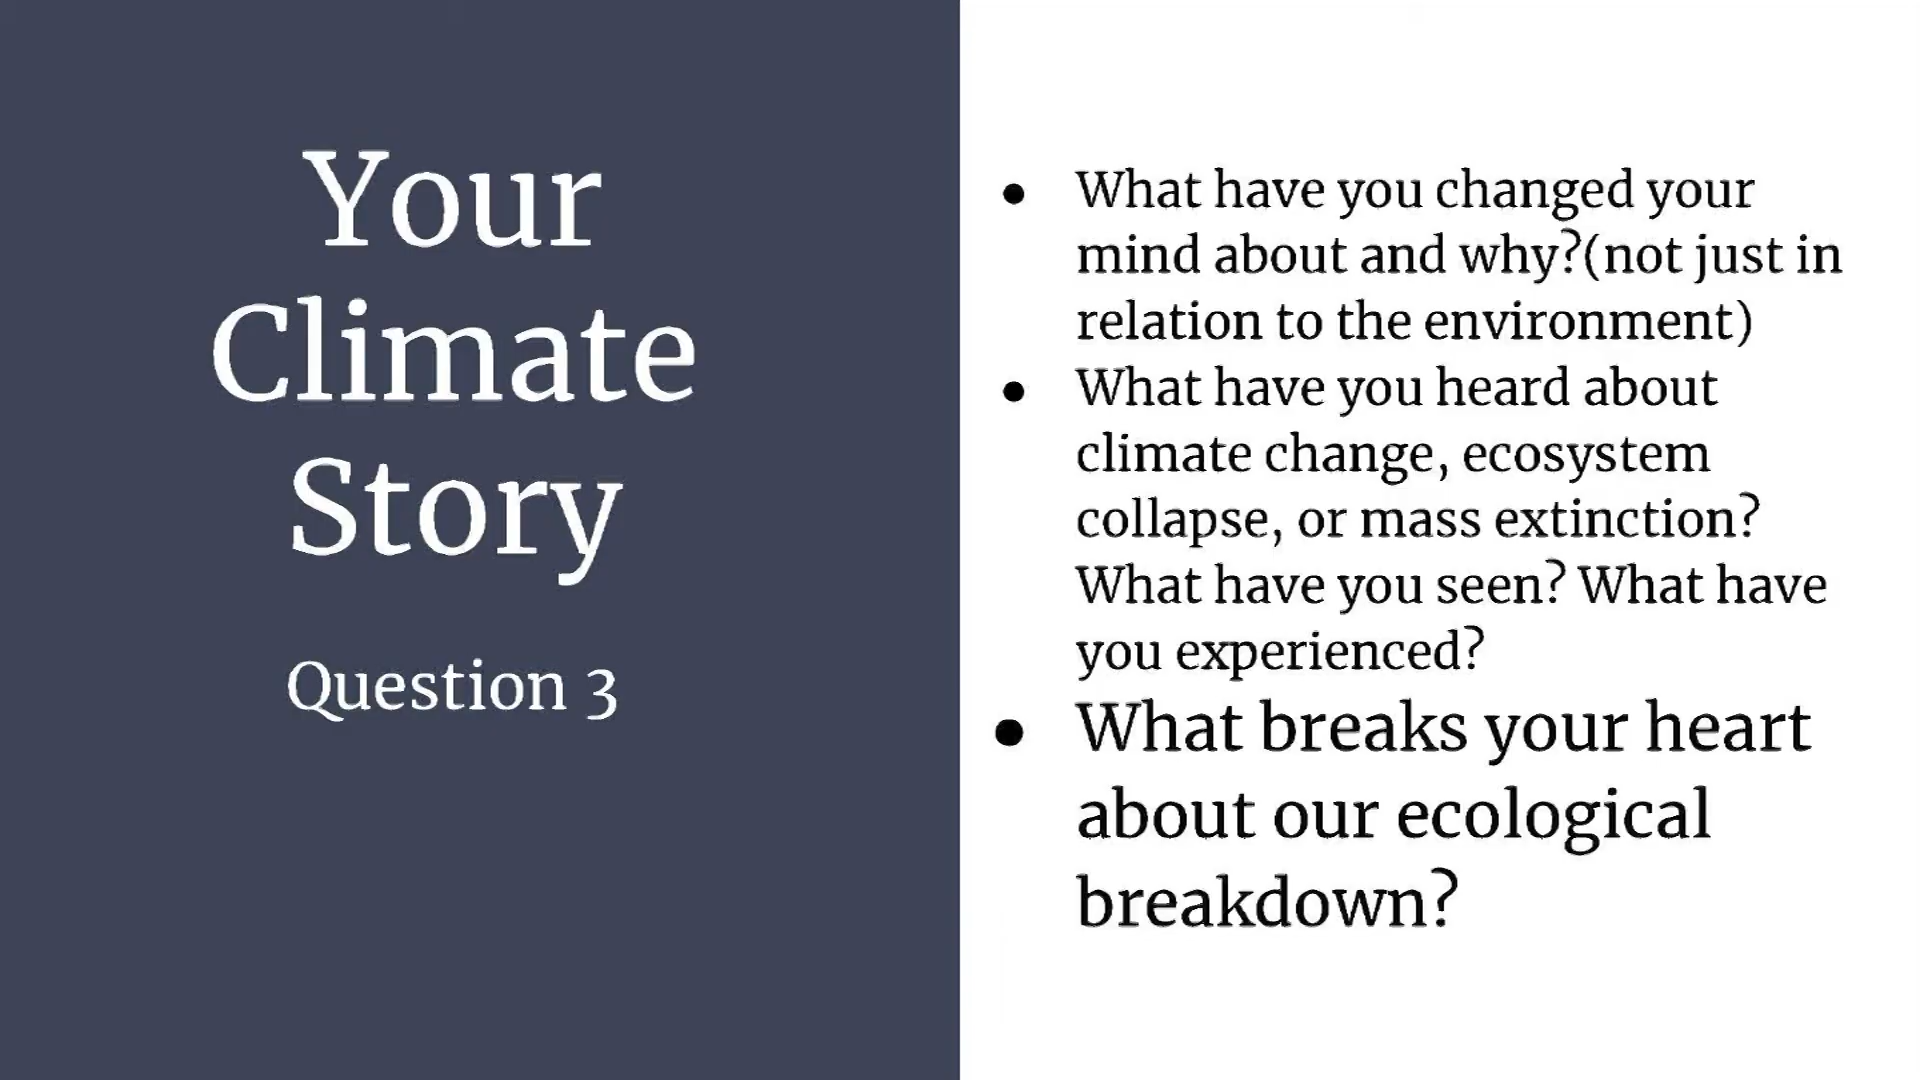 Your
Climate
Story
Question 3
● What have you changed your
mind about and why?(not just in
relation to the environment)
● What have you heard about
climate change, ecosystem
collapse, or mass extinction?
What have you seen? What have
you experienced?
● What breaks your heart
about our ecological
breakdown?